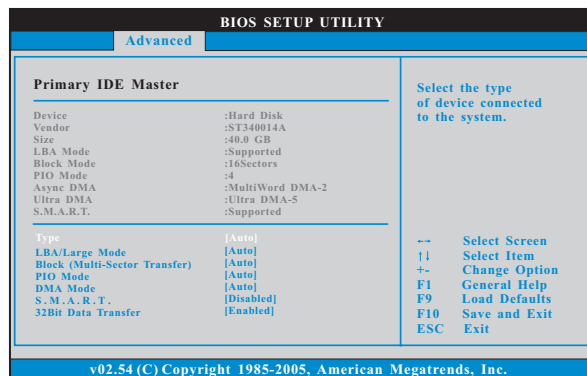 BIOS SETUP UTILITY
Advanced
Primary IDE Master
Device :Hard Disk
Vendor :ST340014A
Size :40.0 GB
LBA Mode :Supported
Block Mode :16Sectors
PIO Mode :4
Async DMA :MultiWord DMA-2
Ultra DMA :Ultra DMA-5
S.M.A.R.T. :Supported
Type [Auto]
LBA/Large Mode [Auto]
Block (Multi-Sector Transfer) [Auto]
PIO Mode [Auto]
DMA Mode [Auto]
S.M.A.R.T. [Disabled]
32Bit Data Transfer [Enabled]
Select the type
of device connected
to the system.
←→ Select Screen
↑↓ Select Item
+- Change Option
F1 General Help
F9 Load Defaults
F10 Save and Exit
ESC Exit
v02.54 (C) Copyright 1985-2005, American Megatrends, Inc.